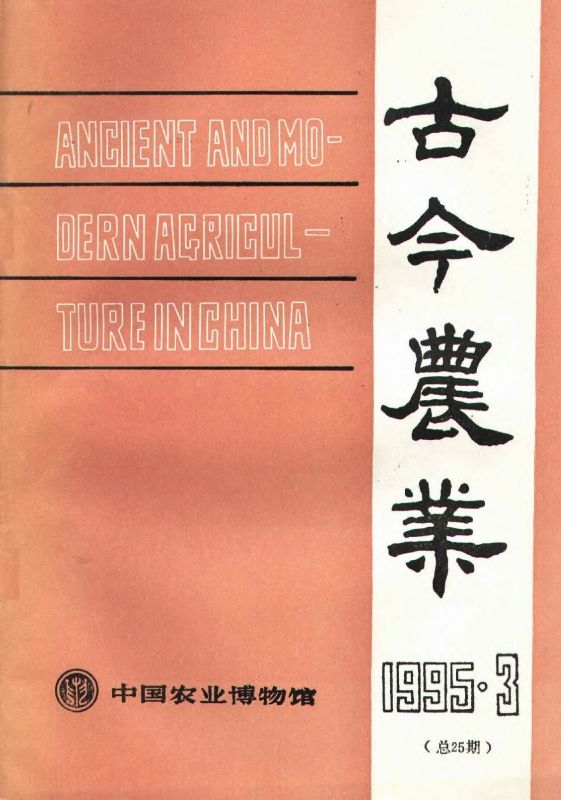 ANCIENT AND MO-
DERN AGRICUL-
TURE IN CHINA
古今農業
1995·3
（总25期）
中国农业博物馆